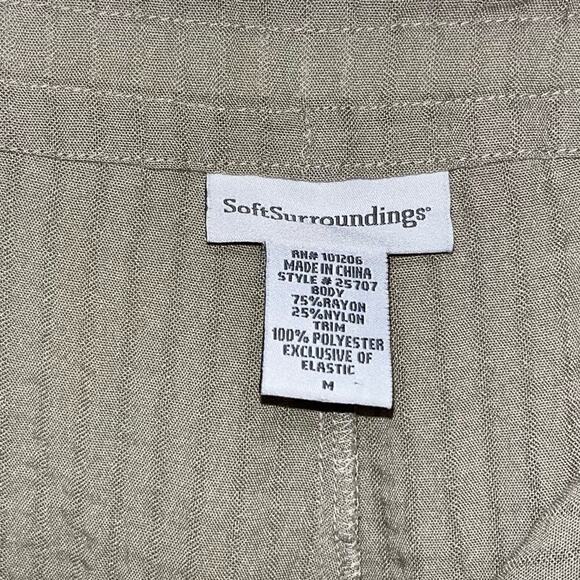 SoftSurroundings®
RN# 101206
MADE IN CHINA
STYLE # 25707
BODY
75%RAYON
25%NYLON
TRIM
100% POLYESTER
EXCLUSIVE OF
ELASTIC
M